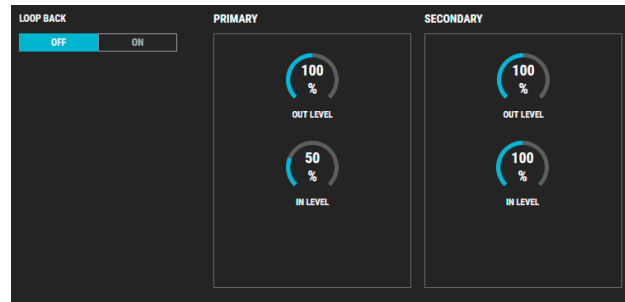 LOOP BACK
OFF ON
PRIMARY
100
%
OUT LEVEL
50
%
IN LEVEL
SECONDARY
100
%
OUT LEVEL
100
%
IN LEVEL